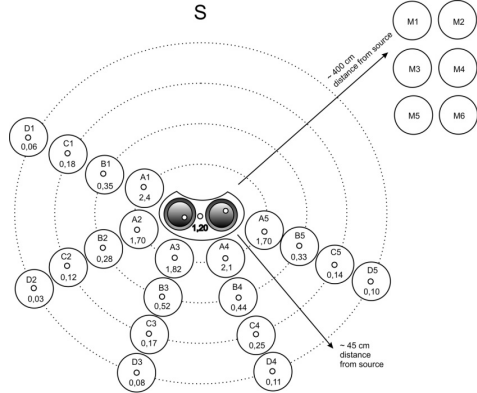 S
M1
M2
~ 400 cm
distance from source
M3
M4
M5
M6
D1
0,06
C1
0,18
B1
0,35
A1
2,4
1,20
A2
1,70
A3
1,82
A4
2,1
A5
1,70
B2
0,28
B5
0,33
C2
0,12
C5
0,14
D2
0,03
D5
0,10
B3
0,52
B4
0,44
C3
0,17
C4
0,25
D3
0,08
D4
0,11
~ 45 cm
distance
from source